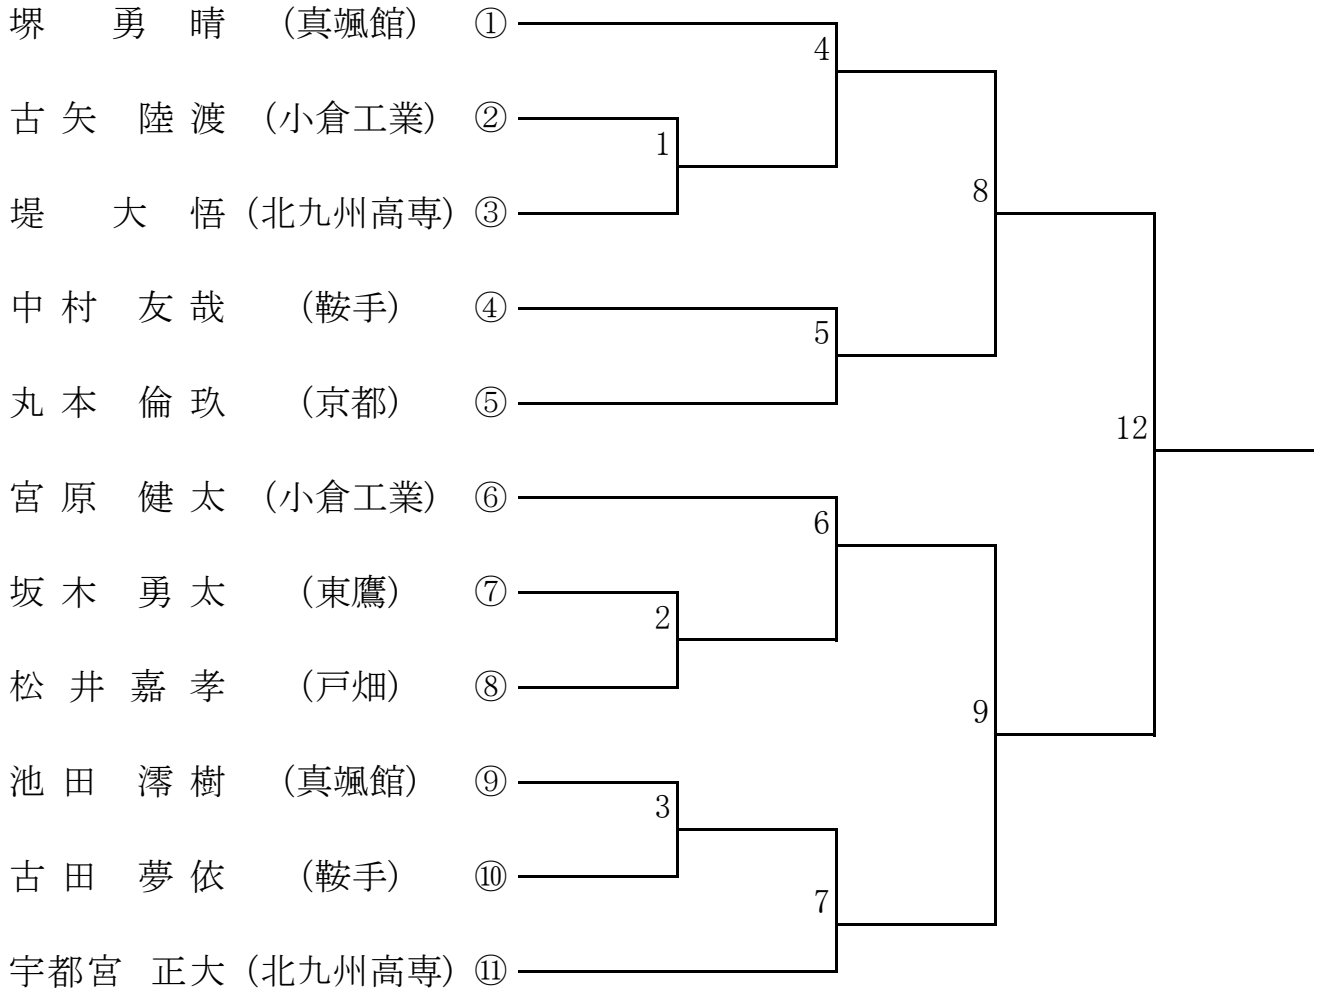 堺 勇 晴 （真颯館） ①
4
古 矢 陸 渡 （小倉工業） ②
1
堤 大 悟 （北九州高専） ③
8
中 村 友 哉 （鞍手） ④
5
丸 本 倫 玖 （京都） ⑤
12
宮 原 健 太 （小倉工業） ⑥
6
坂 木 勇 太 （東鷹） ⑦
2
松 井 嘉 孝 （戸畑） ⑧
9
池 田 澪 樹 （真颯館） ⑨
3
古 田 夢 依 （鞍手） ⑩
7
宇都宮 正大 （北九州高専） ⑪